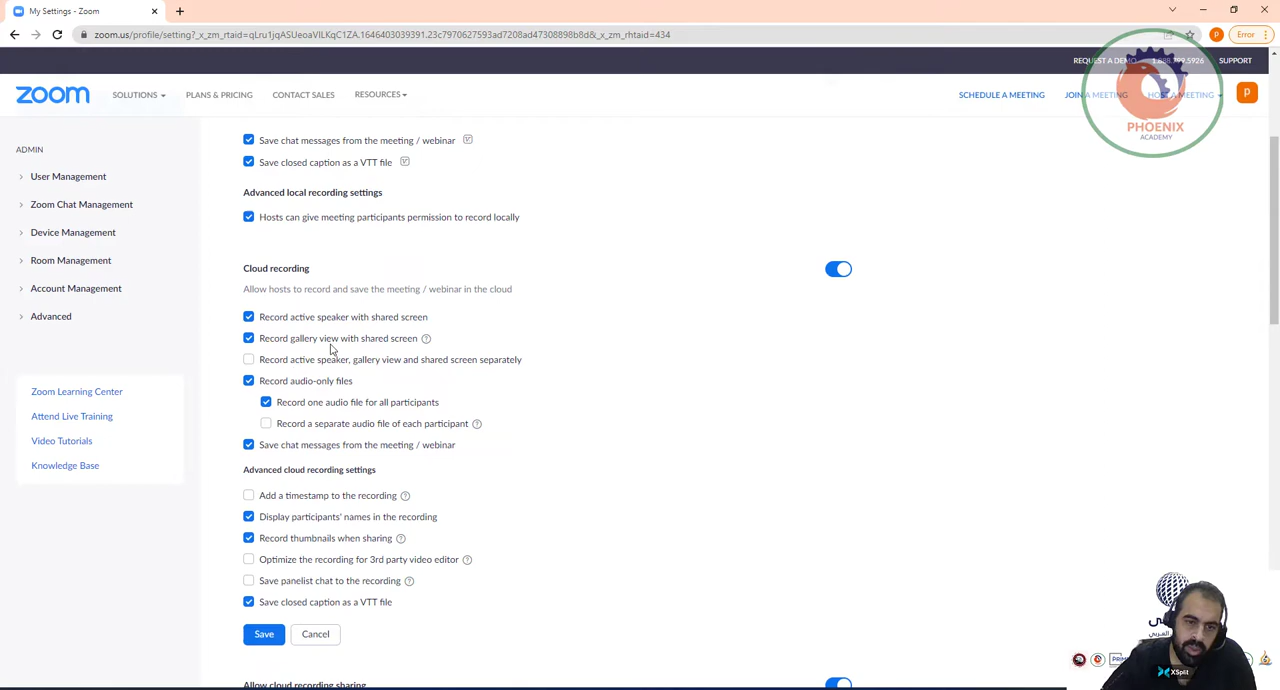 My Settings - Zoom
zoom.us/profile/setting?_x_zm_rtaid=qLru1jqASUeoaVlLKqC1ZA.1646403039391.23c7970627593ad7208ad47308898b8d&_x_zm_rhtaid=434
P
Error
REQUEST A DEMO 1.888.799.5926 SUPPORT
zoom SOLUTIONS PLANS & PRICING CONTACT SALES RESOURCES SCHEDULE A MEETING JOIN A MEETING HOST A MEETING P
PHOENIX
ACADEMY
ADMIN
User Management
Zoom Chat Management
Device Management
Room Management
Account Management
Advanced
Zoom Learning Center
Attend Live Training
Video Tutorials
Knowledge Base
Save chat messages from the meeting / webinar
Save closed caption as a VTT file
Advanced local recording settings
Hosts can give meeting participants permission to record locally
Cloud recording
Allow hosts to record and save the meeting / webinar in the cloud
Record active speaker with shared screen
Record gallery view with shared screen
Record active speaker, gallery view and shared screen separately
Record audio-only files
Record one audio file for all participants
Record a separate audio file of each participant
Save chat messages from the meeting / webinar
Advanced cloud recording settings
Add a timestamp to the recording
Display participants' names in the recording
Record thumbnails when sharing
Optimize the recording for 3rd party video editor
Save panelist chat to the recording
Save closed caption as a VTT file
Save Cancel
Allow cloud recording sharing
XSplit